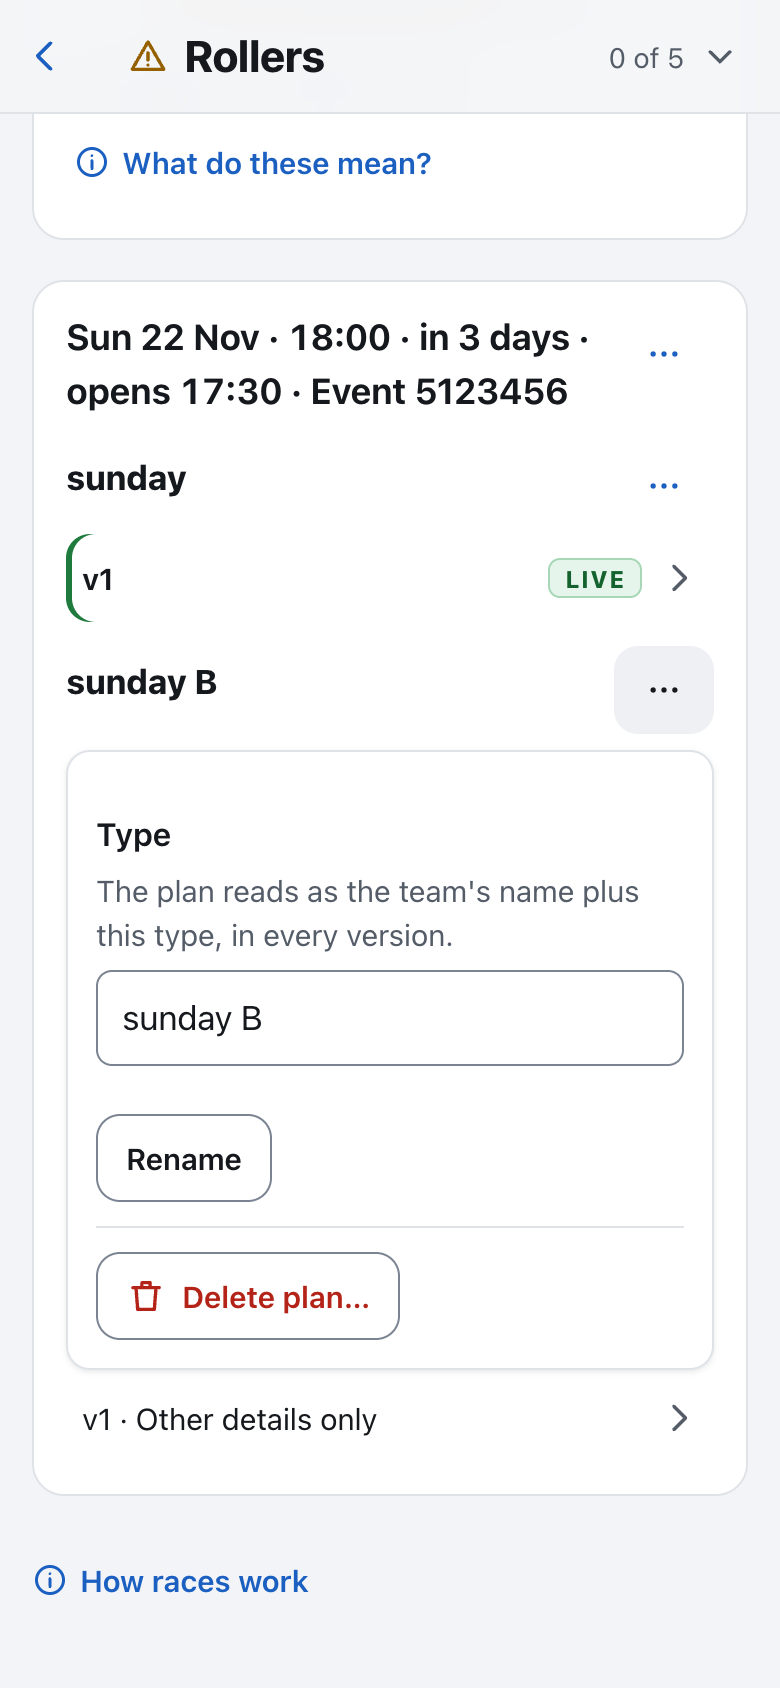 Rollers
0 of 5
What do these mean?
Sun 22 Nov · 18:00 · in 3 days ·
opens 17:30 · Event 5123456
...
sunday
...
v1
LIVE
sunday B
...
Type
The plan reads as the team's name plus
this type, in every version.
sunday B
Rename
Delete plan...
v1 · Other details only
How races work